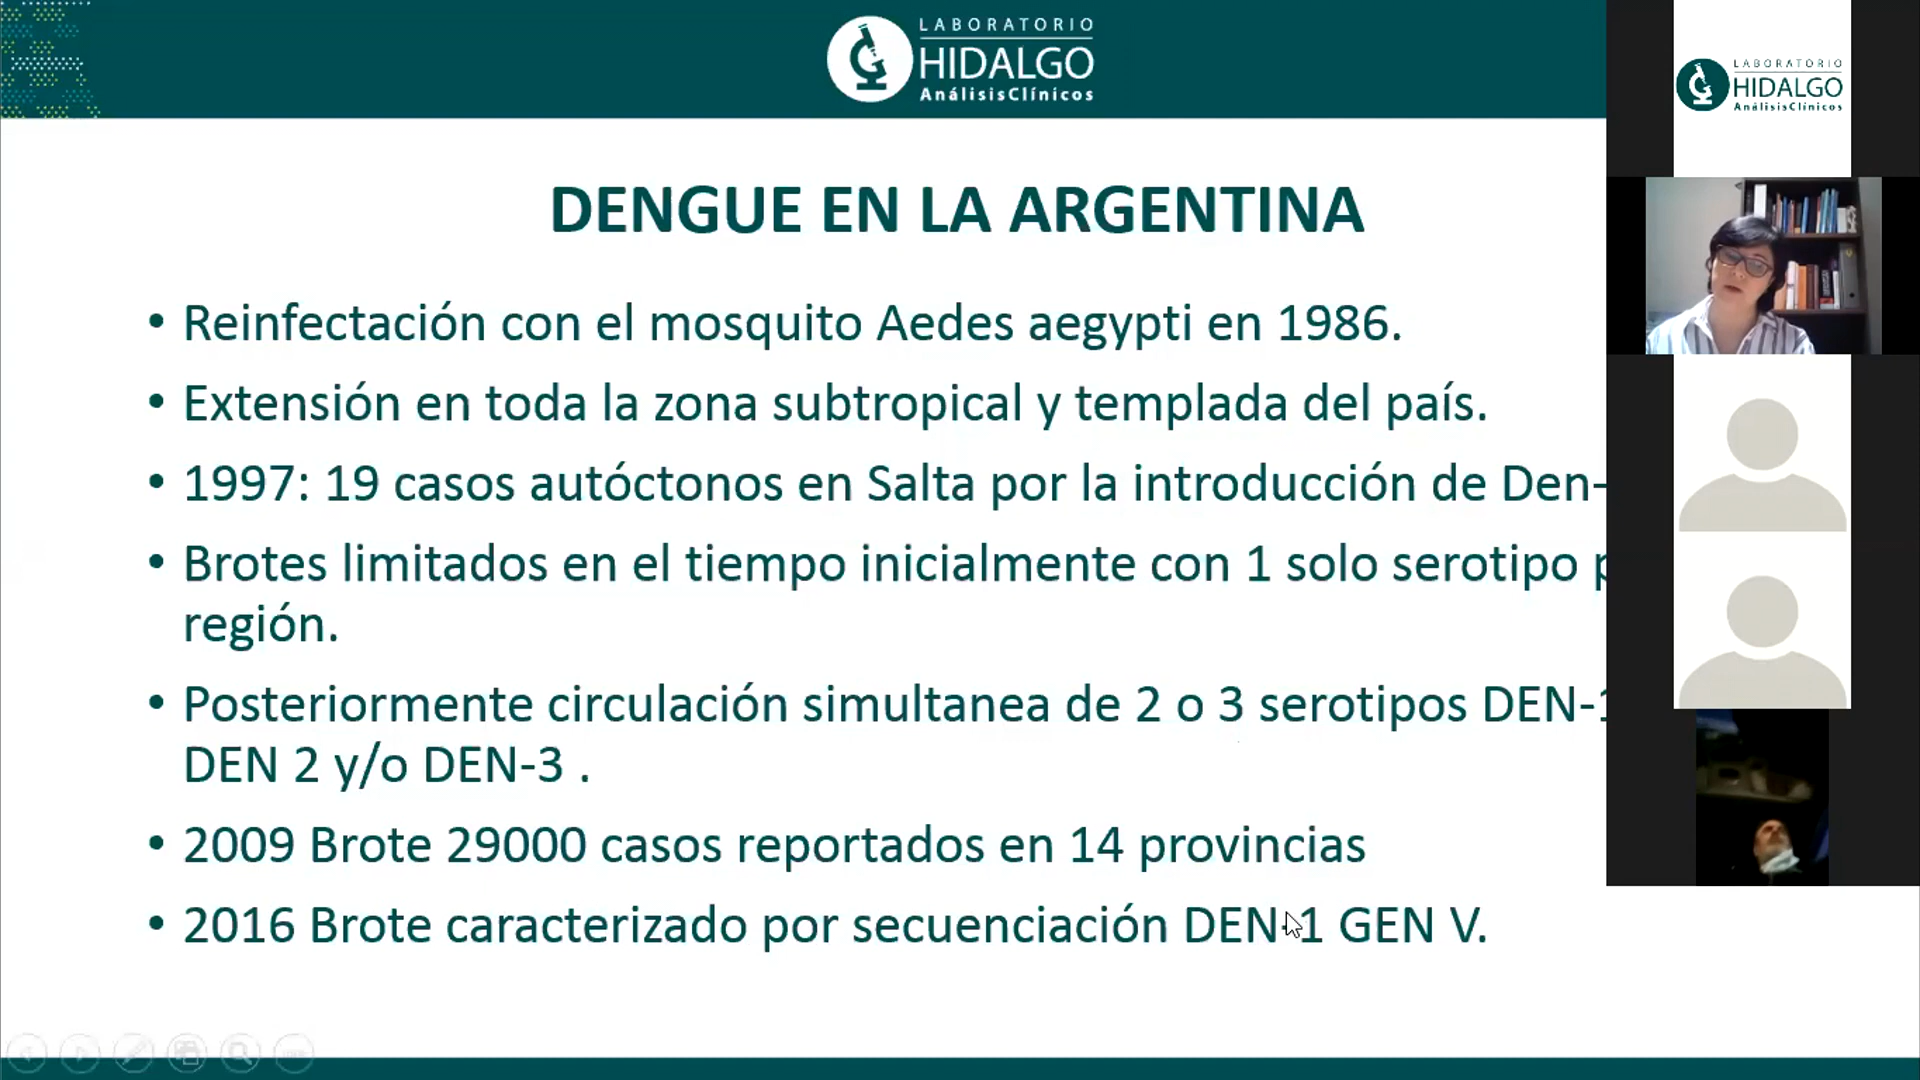 LABORATORIO
HIDALGO
AnálisisClínicos
LABORATORIO
HIDALGO
AnálisisClínicos
DENGUE EN LA ARGENTINA
• Reinfectación con el mosquito Aedes aegypti en 1986.
• Extensión en toda la zona subtropical y templada del país.
• 1997: 19 casos autóctonos en Salta por la introducción de Den-
• Brotes limitados en el tiempo inicialmente con 1 solo serotipo
región.
• Posteriormente circulación simultanea de 2 o 3 serotipos DEN-1
DEN 2 y/o DEN-3 .
• 2009 Brote 29000 casos reportados en 14 provincias
• 2016 Brote caracterizado por secuenciación DEN-1 GEN V.